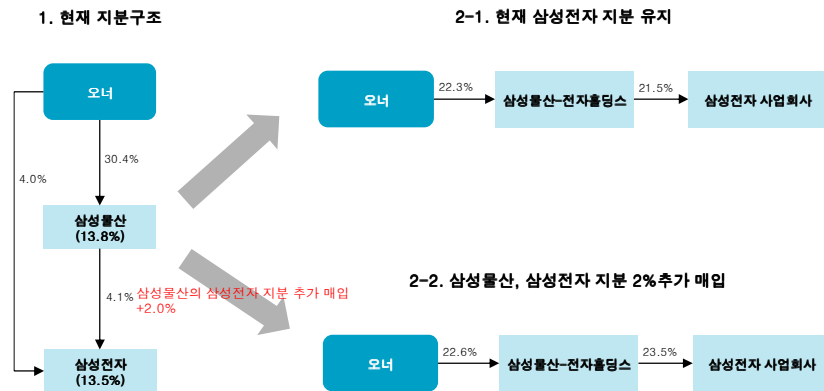 1. 현재 지분구조
오너
4.0%
30.4%
삼성물산
(13.8%)
4.1%
삼성물산의 삼성전자 지분 추가 매입
+2.0%
삼성전자
(13.5%)
2-1. 현재 삼성전자 지분 유지
오너
22.3%
삼성물산-전자홀딩스
21.5%
삼성전자 사업회사
2-2. 삼성물산, 삼성전자 지분 2%추가 매입
오너
22.6%
삼성물산-전자홀딩스
23.5%
삼성전자 사업회사